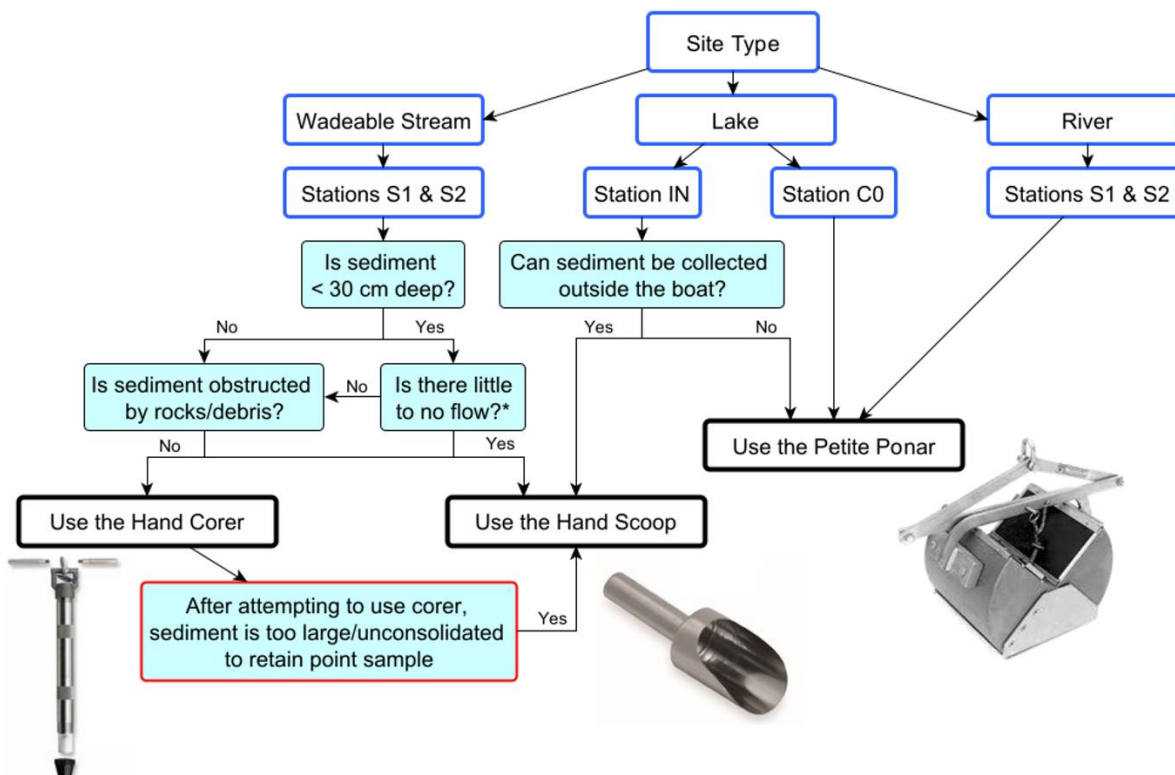 Site Type
Wadeable Stream
Lake
River
Stations S1 & S2
Station IN
Station C0
Stations S1 & S2
Is sediment
< 30 cm deep?
Can sediment be collected
outside the boat?
No
Yes
Yes
No
Is sediment obstructed
by rocks/debris?
No
Is there little
to no flow?*
No
Yes
Use the Petite Ponar
Use the Hand Corer
Use the Hand Scoop
After attempting to use corer,
sediment is too large/unconsolidated
to retain point sample
Yes